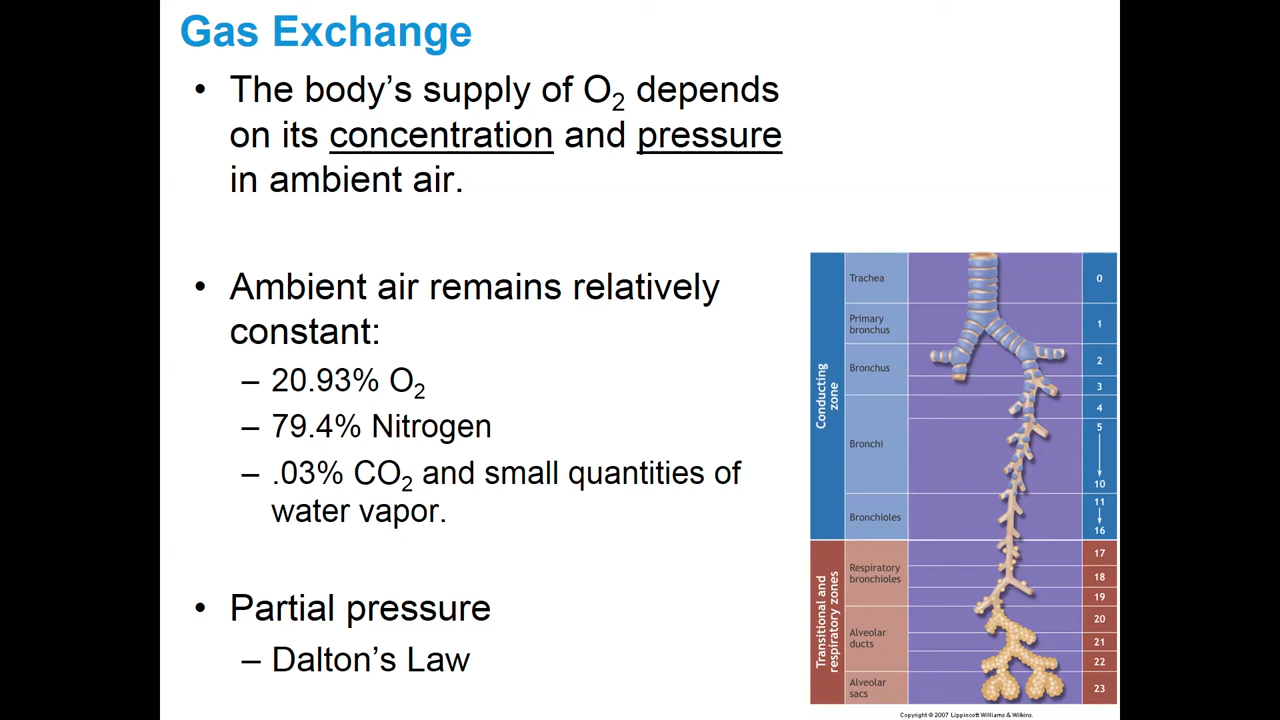 Gas Exchange
• The body’s supply of O₂ depends
on its concentration and pressure
in ambient air.
• Ambient air remains relatively
constant:
– 20.93% O₂
– 79.4% Nitrogen
– .03% CO₂ and small quantities of
water vapor.
• Partial pressure
– Dalton’s Law
Conducting
zone
Trachea
0
Primary
bronchus
1
Bronchus
2
3
Bronchi
4
5
10
Bronchioles
11
16
Transitional and
respiratory zones
Respiratory
bronchioles
17
18
19
Alveolar
ducts
20
21
22
Alveolar
sacs
23
Copyright © 2007 Lippincott Williams & Wilkins.